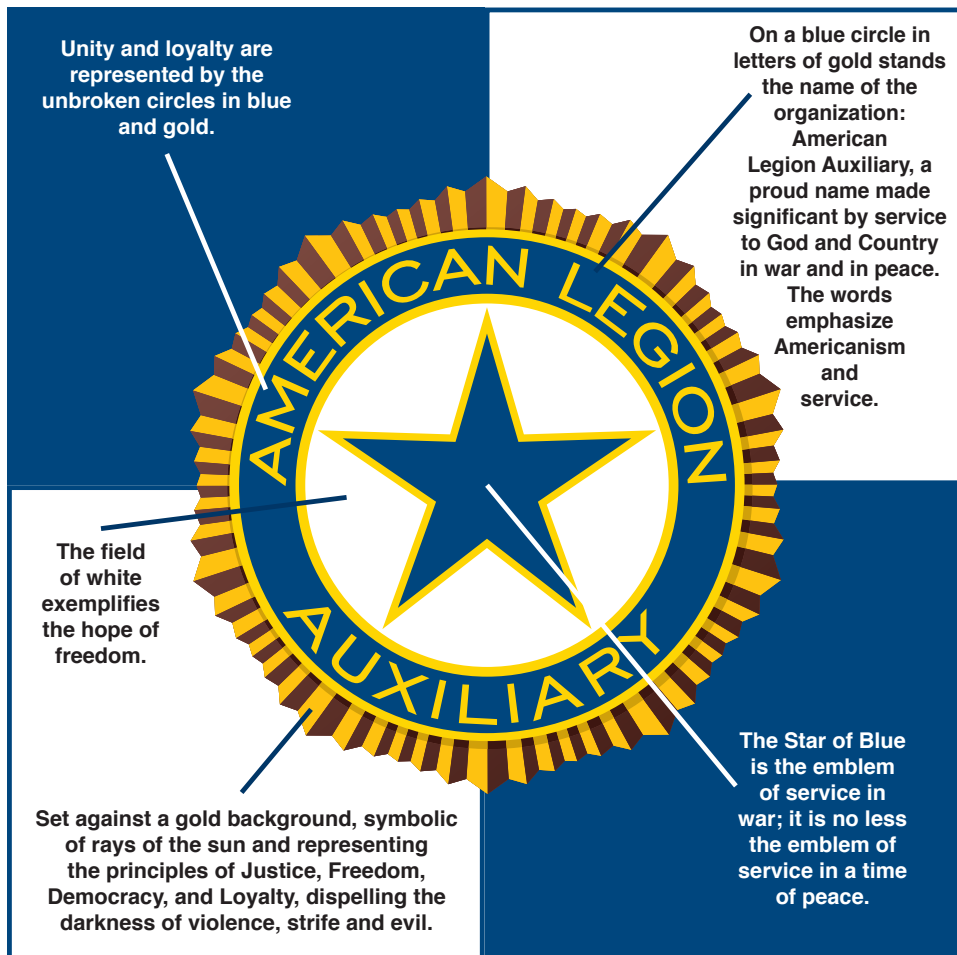 Unity and loyalty are
represented by the
unbroken circles in blue
and gold.
On a blue circle in
letters of gold stands
the name of the
organization:
American
Legion Auxiliary, a
proud name made
significant by service
to God and Country
in war and in peace.
The words
emphasize
Americanism
and
service.
AMERICAN LEGION
AUXILIARY
The field
of white
exemplifies
the hope of
freedom.
The Star of Blue
is the emblem
of service in
war; it is no less
the emblem of
service in a time
of peace.
Set against a gold background, symbolic
of rays of the sun and representing
the principles of Justice, Freedom,
Democracy, and Loyalty, dispelling the
darkness of violence, strife and evil.